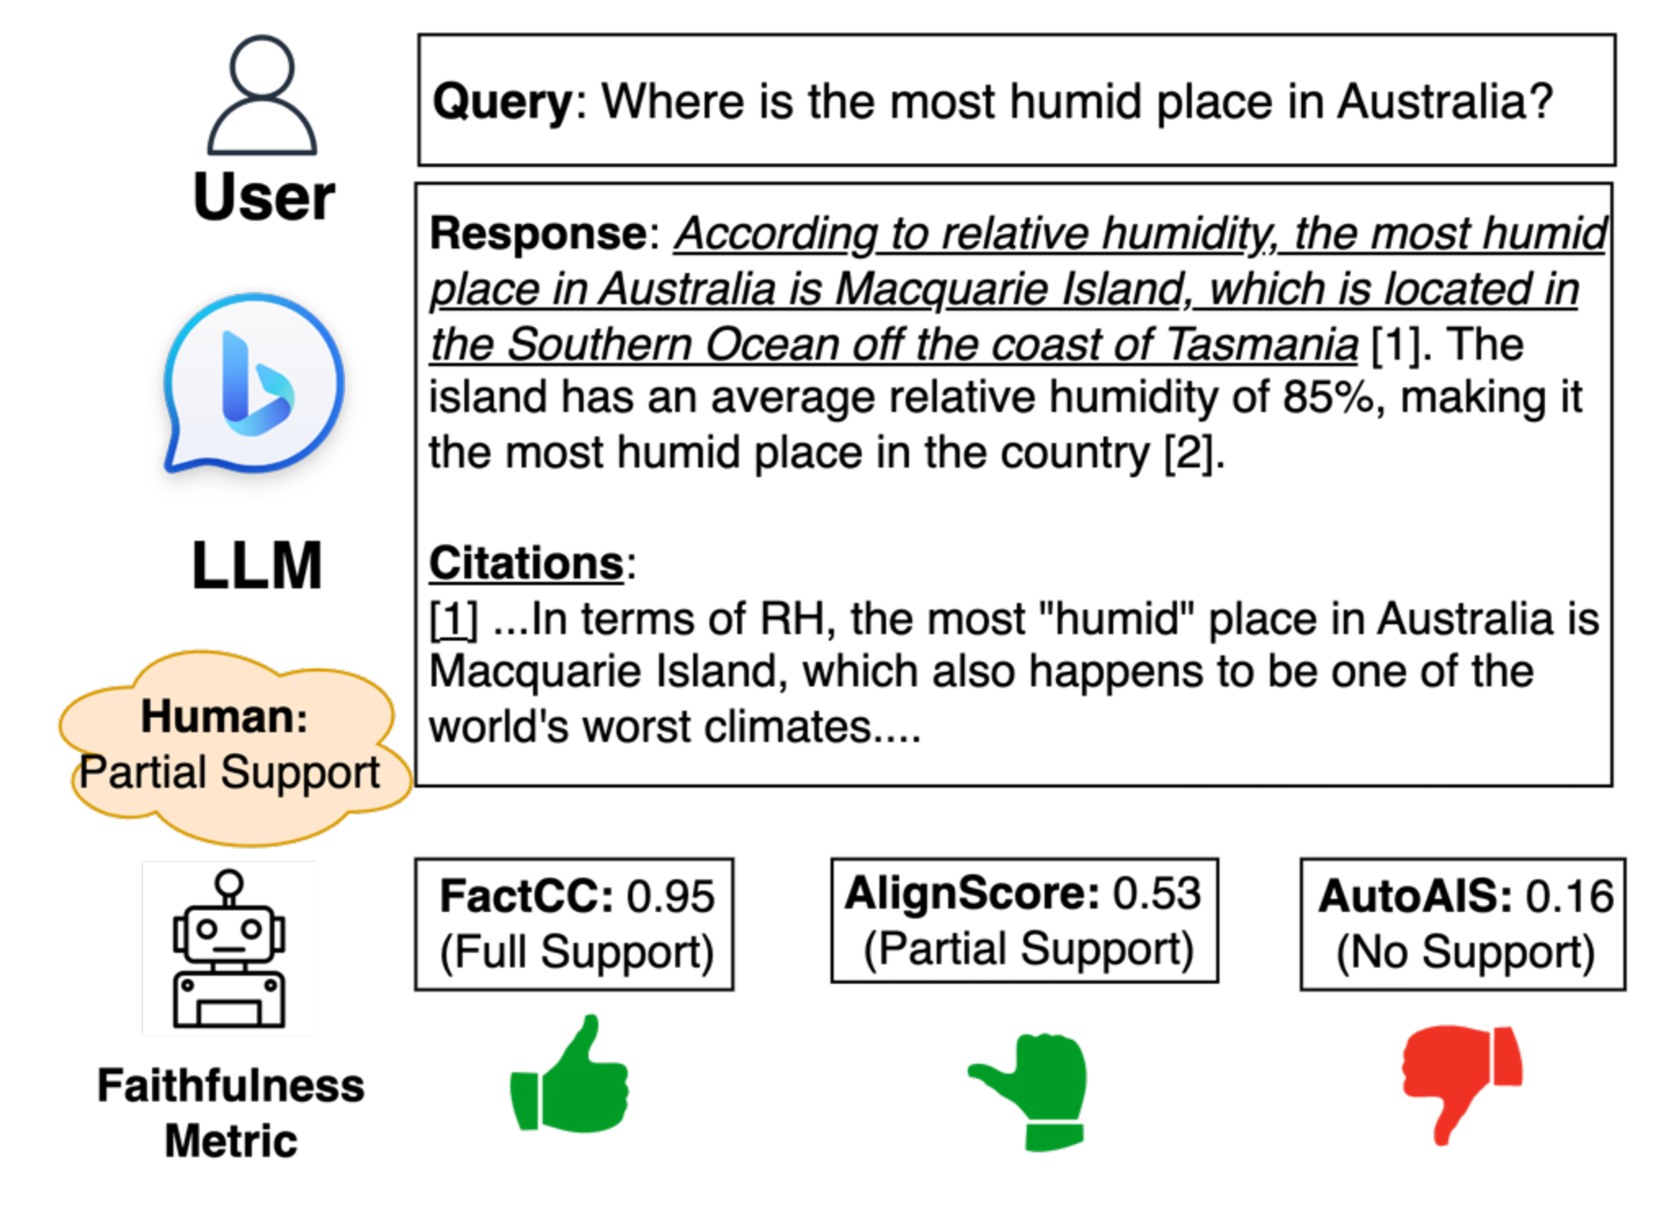 Query: Where is the most humid place in Australia?
User
Response: According to relative humidity, the most humid
place in Australia is Macquarie Island, which is located in
the Southern Ocean off the coast of Tasmania [1]. The
island has an average relative humidity of 85%, making it
the most humid place in the country [2].
LLM
Citations:
[1] ...In terms of RH, the most "humid" place in Australia is
Macquarie Island, which also happens to be one of the
world's worst climates....
Human:
Partial Support
FactCC: 0.95
(Full Support)
AlignScore: 0.53
(Partial Support)
AutoAIS: 0.16
(No Support)
Faithfulness
Metric